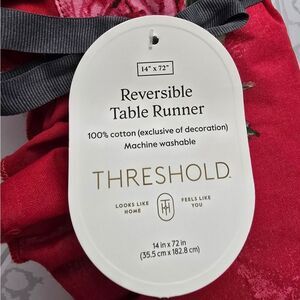 14" x 72"
Reversible
Table Runner
100% cotton (exclusive of decoration)
Machine washable
THRESHOLD™
LOOKS LIKE HOME
FEELS LIKE YOU
14 in x 72 in
(35.5 cm x 182.8 cm)